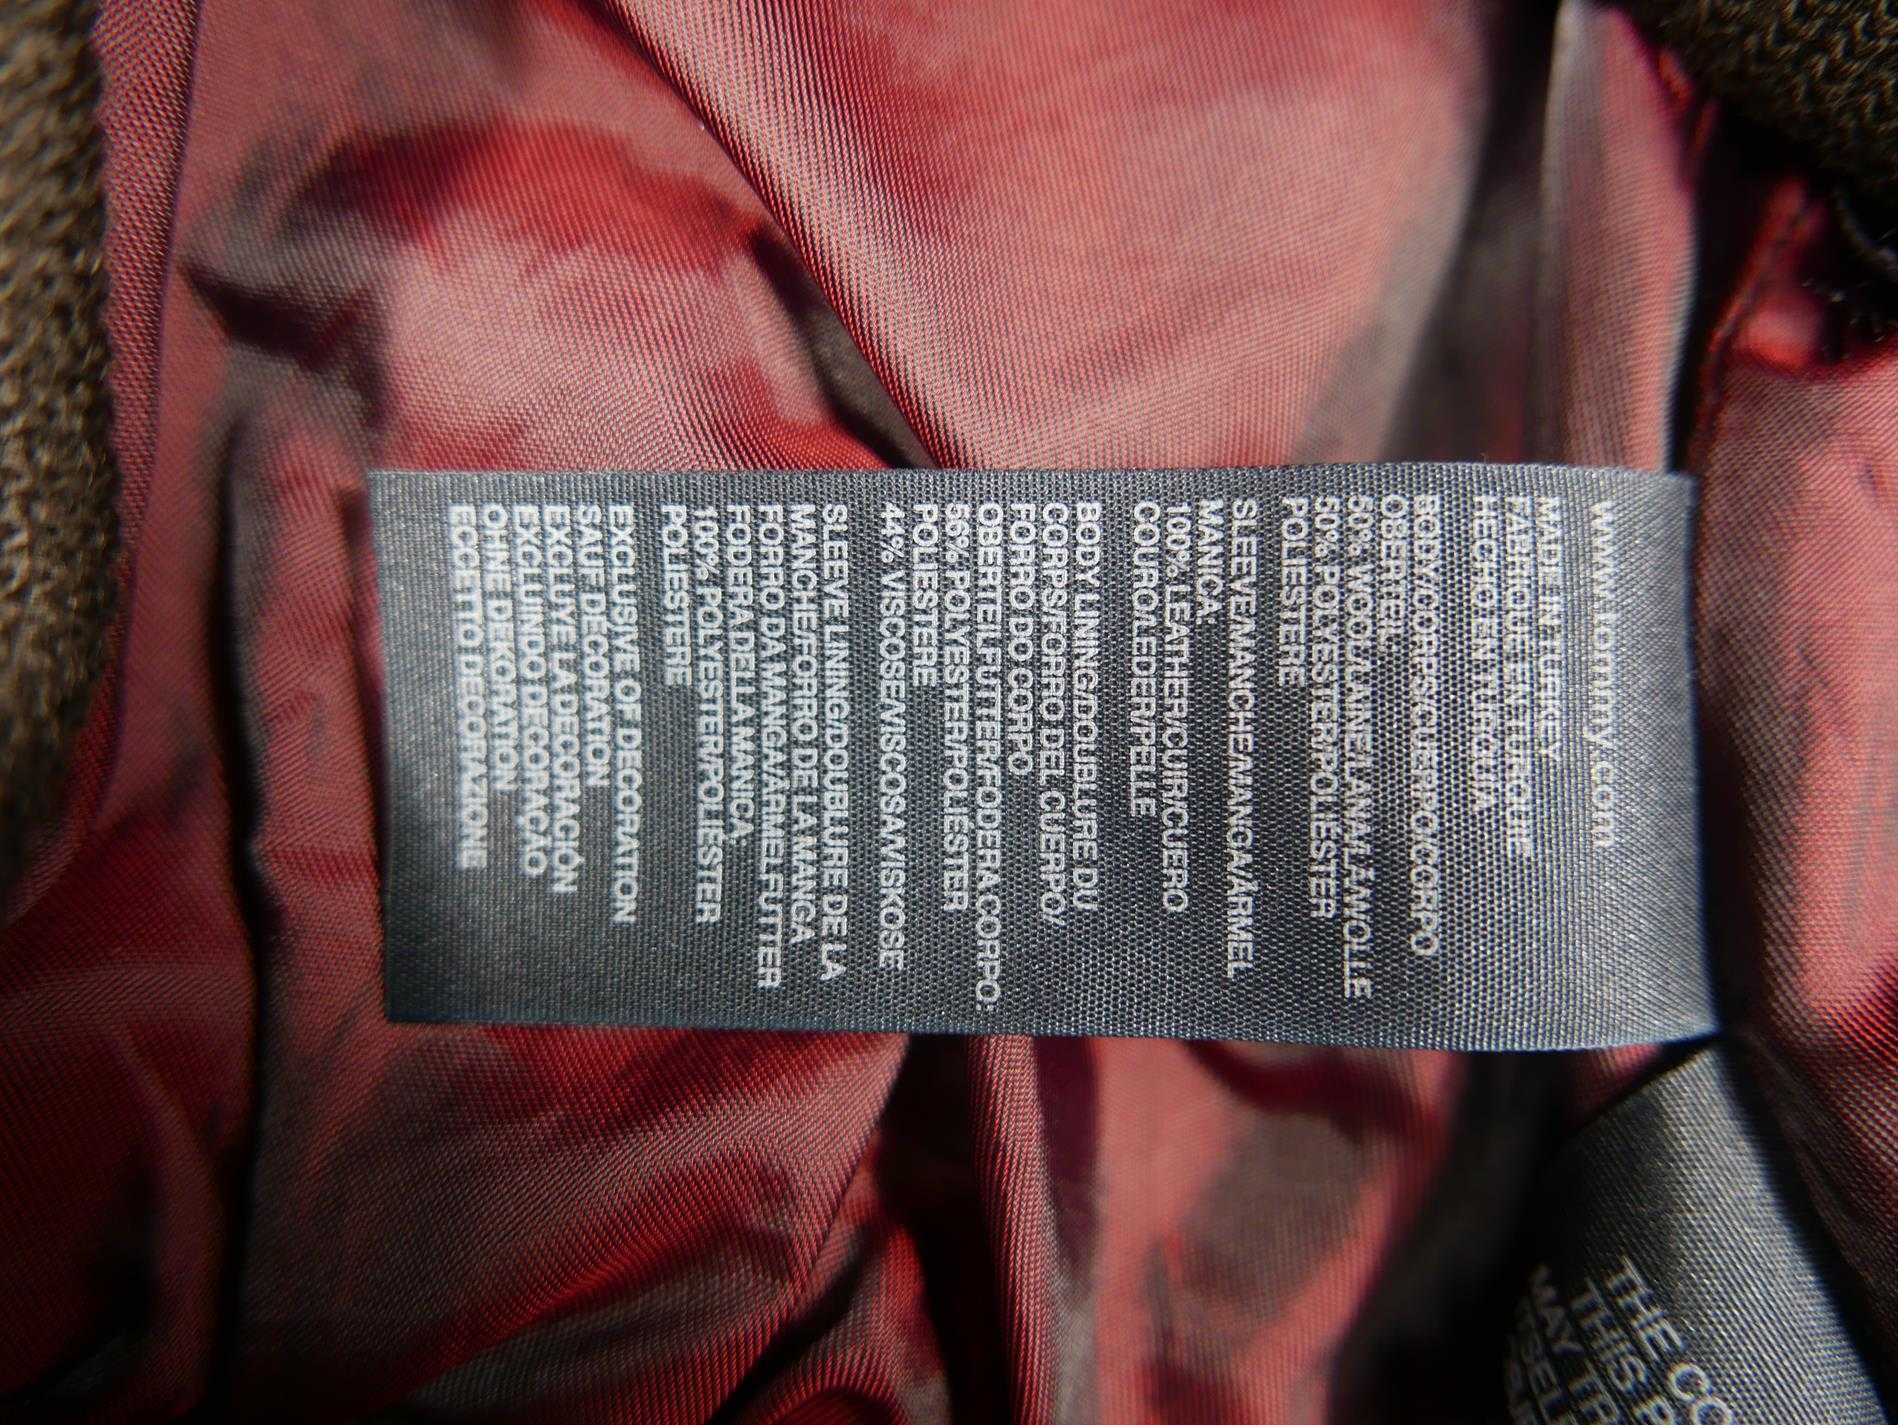 www.tonny.com
MADE IN TURKEY
FABRIQUE EN TURQUIE
HECHO EN TURQUIA
BODY/CORPS/CUERPO/CORPO
OBERTEIL
50% WOOL/LAINE/LANA/LÃ/WOLLE
50% POLYESTER/POLIÉSTER
POLIESTERE
SLEEVE/MANCHE/MANGA/ÄRMEL
MANICA:
100% LEATHER/CUIR/CUERO
COURO/LEDER/PELLE
BODY LINING/DOUBLURE DU
CORPS/FORRO DEL CUERPO/
FORRO DO CORPO
OBERTEILFUTTER/FODERA CORPO:
56% POLYESTER/POLIÉSTER
POLIESTERE
44% VISCOSE/VISCOSA/VISKOSE
SLEEVE LINING/DOUBLURE DE LA
MANCHE/FORRO DE LA MANGA
FORRO DA MANGA/ÄRMELFUTTER
FODERA DELLA MANICA:
100% POLYESTER/POLIÉSTER
POLIESTERE
EXCLUSIVE OF DECORATION
SAUF DÉCORATION
EXCLUYE LA DECORACIÓN
EXCLUINDO DECORAÇÃO
OHNE DEKORATION
ECCETTO DECORAZIONE
THE CO
THIS P
MAY TR